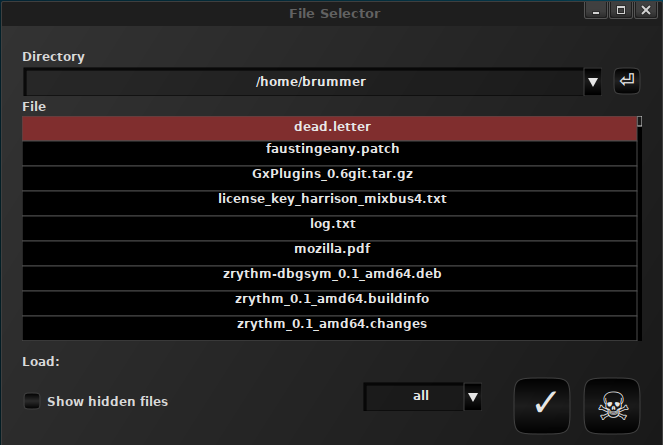 File Selector
Directory
/home/brummer
File
dead.letter
faustingeany.patch
GxPlugins_0.6git.tar.gz
license_key_harrison_mixbus4.txt
log.txt
mozilla.pdf
zrythm-dbgsym_0.1_amd64.deb
zrythm_0.1_amd64.buildinfo
zrythm_0.1_amd64.changes
Load:
Show hidden files
all